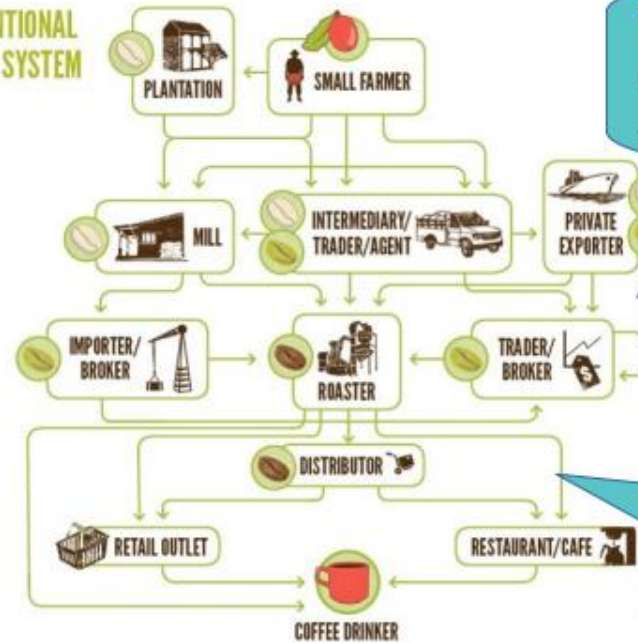 SYSTEM
PLANTATION
SMALL FARMER
MILL
INTERMEDIARY/
TRADER/AGENT
PRIVATE
EXPORTER
IMPORTER/
BROKER
ROASTER
TRADER/
BROKER
$
DISTRIBUTOR
RETAIL OUTLET
RESTAURANT/CAFE
COFFEE DRINKER